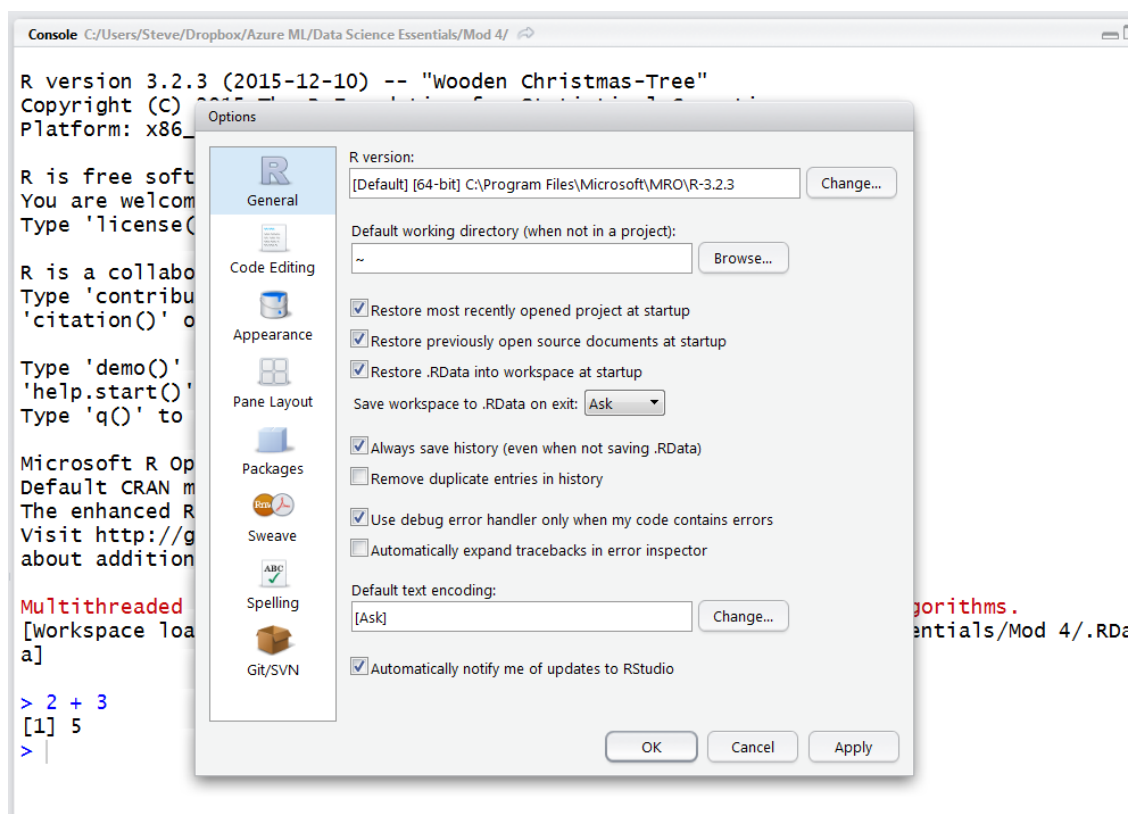 Console C:/Users/Steve/Dropbox/Azure ML/Data Science Essentials/Mod 4/
R version 3.2.3 (2015-12-10) -- "Wooden Christmas-Tree"
Copyright (C)
Platform: x86_
R is free soft
You are welcom
Type 'license(
R is a collabo
Type 'contribu
'citation()' o
Type 'demo()'
'help.start()'
Type 'q()' to
Microsoft R Op
Default CRAN m
The enhanced R
Visit http://g
about addition
Multithreaded
gorithms.
[Workspace loa
entials/Mod 4/.RDa
a]
> 2 + 3
[1] 5
>
Options
General
Code Editing
Appearance
Pane Layout
Packages
Rnw
Sweave
ABC
Spelling
Git/SVN
R version:
[Default] [64-bit] C:\Program Files\Microsoft\MRO\R-3.2.3
Change...
Default working directory (when not in a project):
~
Browse...
Restore most recently opened project at startup
Restore previously open source documents at startup
Restore .RData into workspace at startup
Save workspace to .RData on exit: Ask
Always save history (even when not saving .RData)
Remove duplicate entries in history
Use debug error handler only when my code contains errors
Automatically expand tracebacks in error inspector
Default text encoding:
[Ask]
Change...
Automatically notify me of updates to RStudio
OK
Cancel
Apply